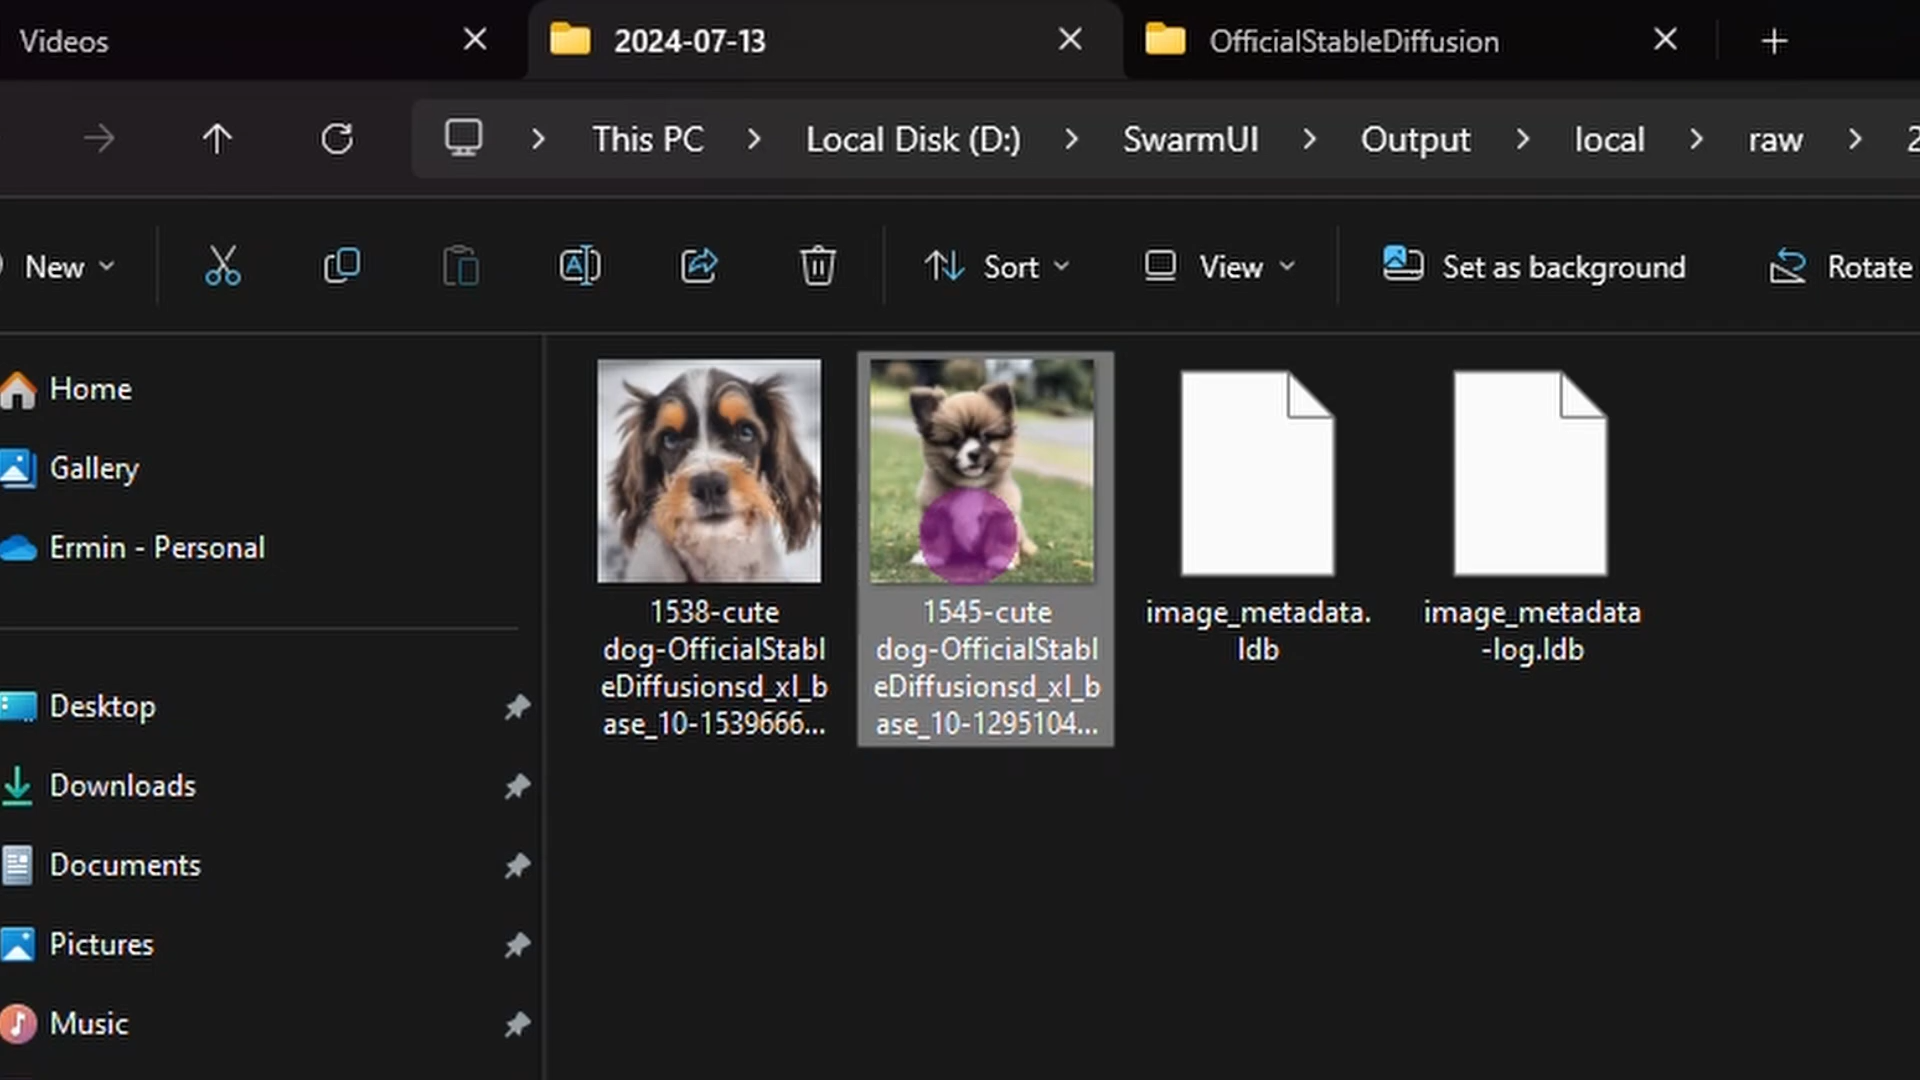 Videos
2024-07-13
OfficialStableDiffusion
This PC
Local Disk (D:)
SwarmUI
Output
local
raw
2
New
Sort
View
Set as background
Rotate
Home
Gallery
Ermin - Personal
Desktop
Downloads
Documents
Pictures
Music
1538-cute
dog-OfficialStabl
eDiffusionsd_xl_b
ase_10-1539666...
1545-cute
dog-OfficialStabl
eDiffusionsd_xl_b
ase_10-1295104...
image_metadata.
ldb
image_metadata
-log.ldb